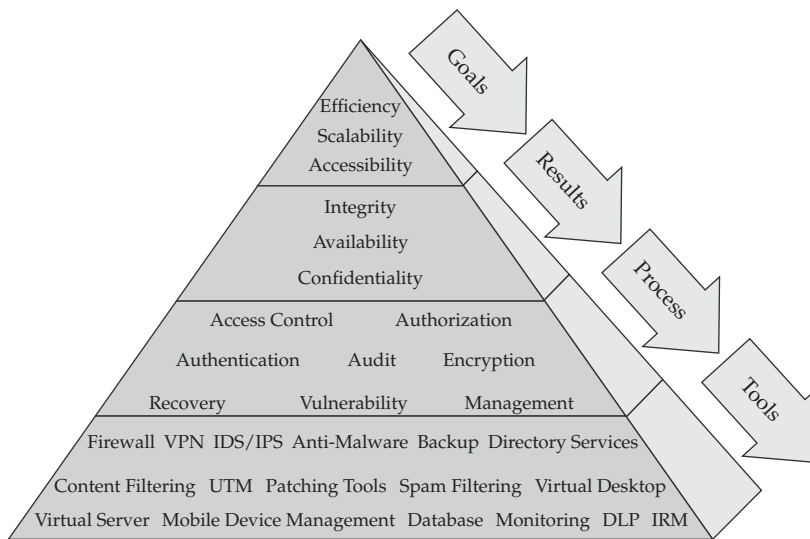 Goals
Results
Process
Tools
Efficiency
Scalability
Accessibility
Integrity
Availability
Confidentiality
Access Control Authorization
Authentication Audit Encryption
Recovery Vulnerability Management
Firewall VPN IDS/IPS Anti-Malware Backup Directory Services
Content Filtering UTM Patching Tools Spam Filtering Virtual Desktop
Virtual Server Mobile Device Management Database Monitoring DLP IRM